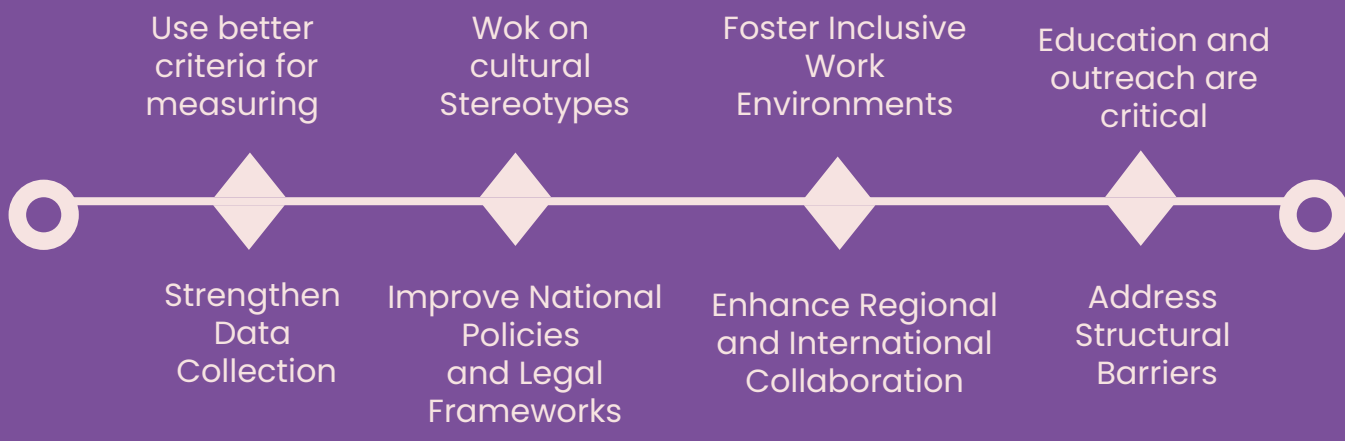 Use better
criteria for
measuring
Wok on
cultural
Stereotypes
Foster Inclusive
Work
Environments
Education and
outreach are
critical
Strengthen
Data
Collection
Improve National
Policies
and Legal
Frameworks
Enhance Regional
and International
Collaboration
Address
Structural
Barriers